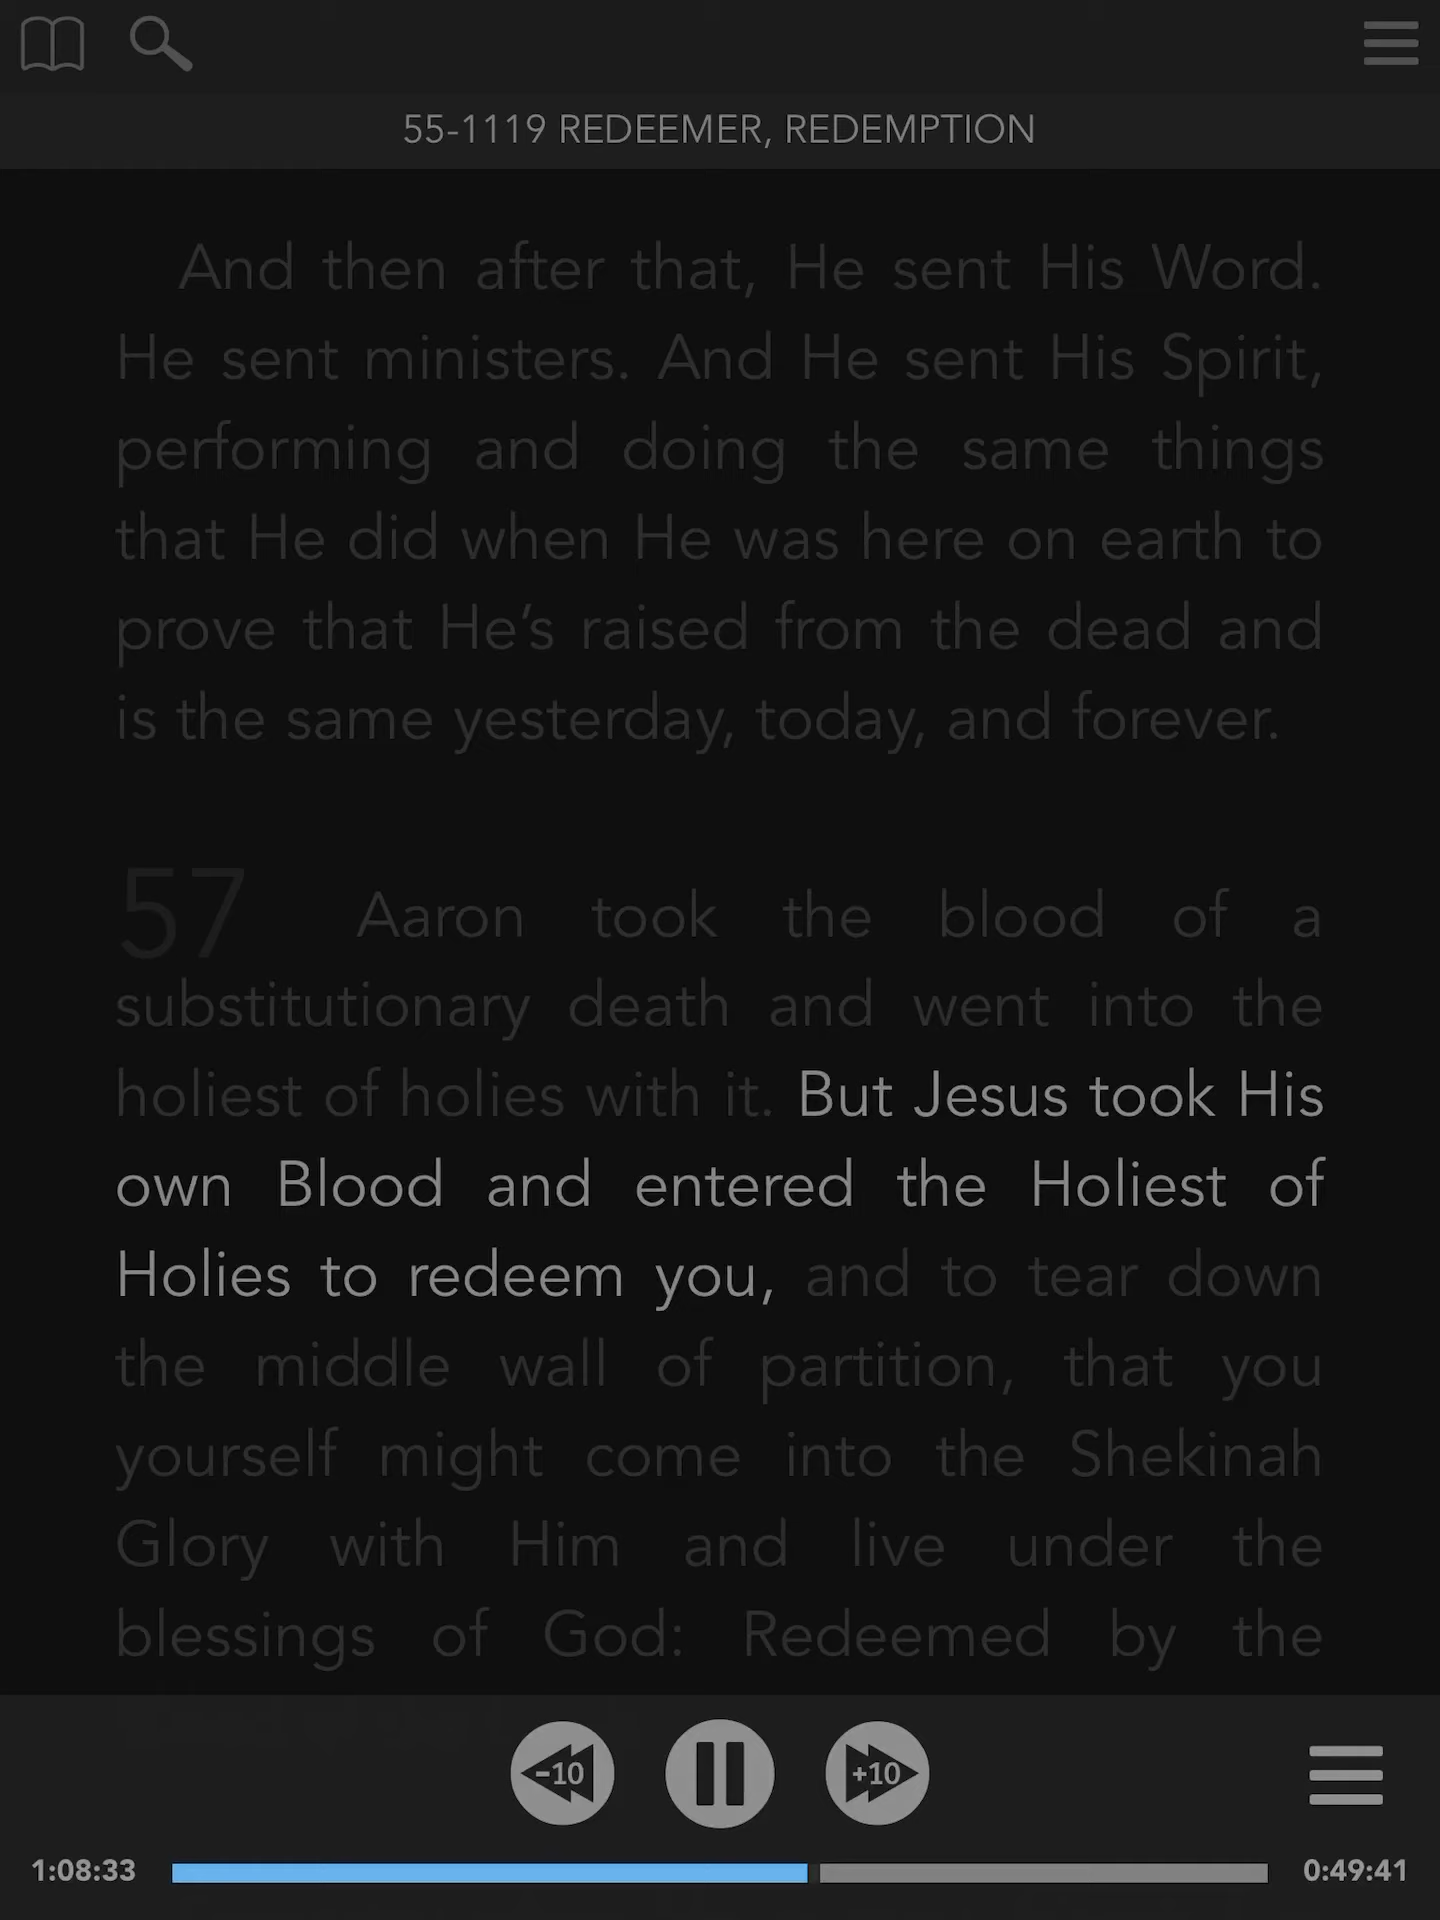 55-1119 REDEEMER, REDEMPTION
And then after that, He sent His Word.
He sent ministers. And He sent His Spirit,
performing and doing the same things
that He did when He was here on earth to
prove that He’s raised from the dead and
is the same yesterday, today, and forever.
57 Aaron took the blood of a
substitutionary death and went into the
holiest of holies with it. But Jesus took His
own Blood and entered the Holiest of
Holies to redeem you, and to tear down
the middle wall of partition, that you
yourself might come into the Shekinah
Glory with Him and live under the
blessings of God: Redeemed by the
-10 +10
1:08:33 0:49:41